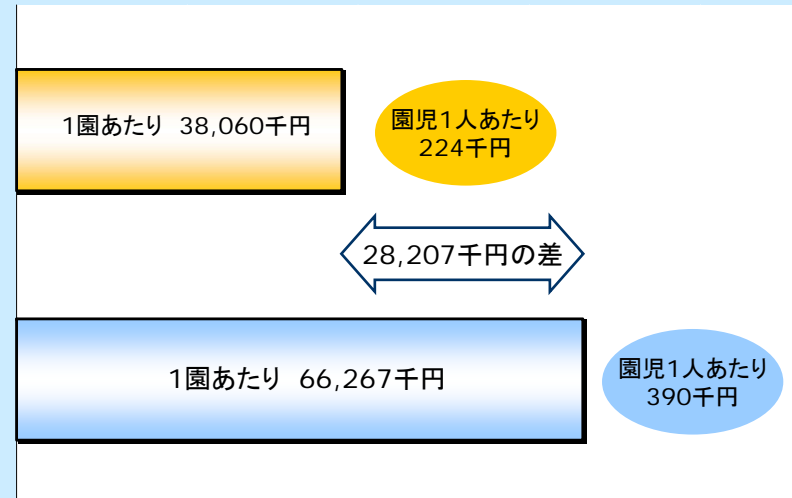 1園あたり 38,060千円
園児1人あたり
224千円
28,207千円の差
1園あたり 66,267千円
園児1人あたり
390千円